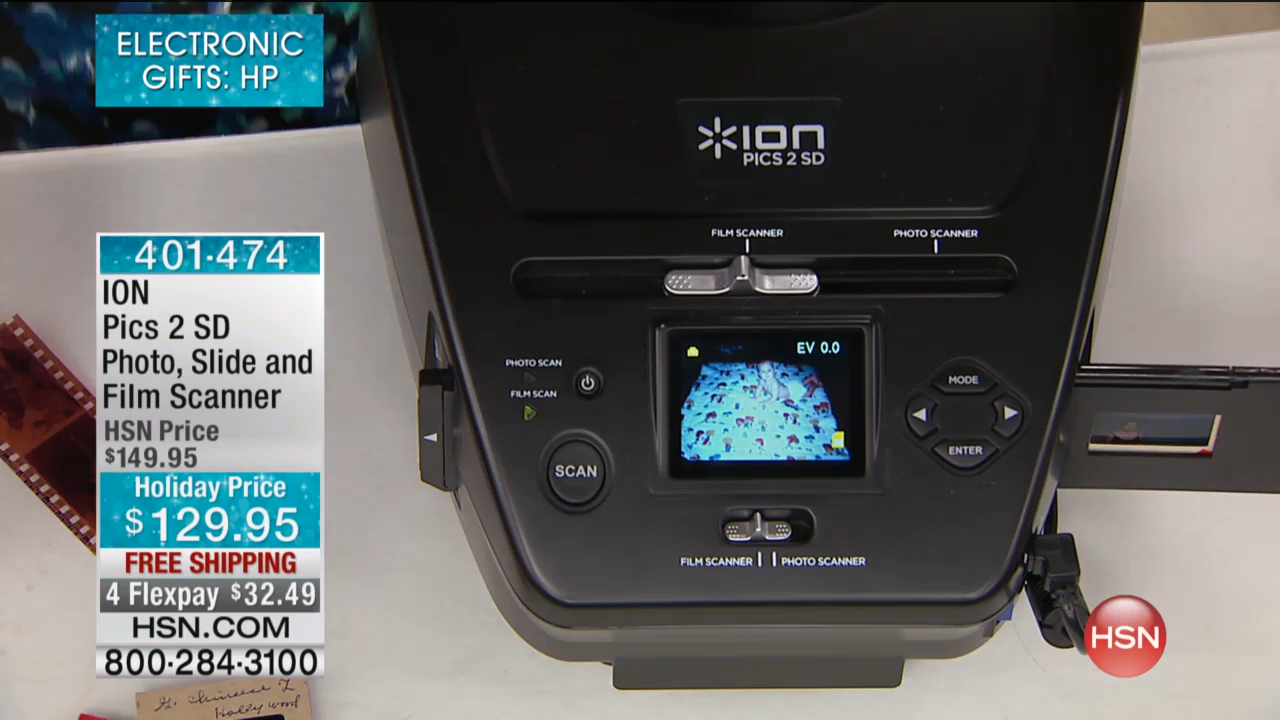 ELECTRONIC
GIFTS: HP
401-474
ION
Pics 2 SD
Photo, Slide and
Film Scanner
HSN Price
$149.95
Holiday Price
$129.95
FREE SHIPPING
4 Flexpay $32.49
HSN.COM
800-284-3100
ION
PICS 2 SD
FILM SCANNER
PHOTO SCANNER
EV 0.0
PHOTO SCAN
FILM SCAN
SCAN
MODE
ENTER
FILM SCANNER
PHOTO SCANNER
HSN
Hollywood